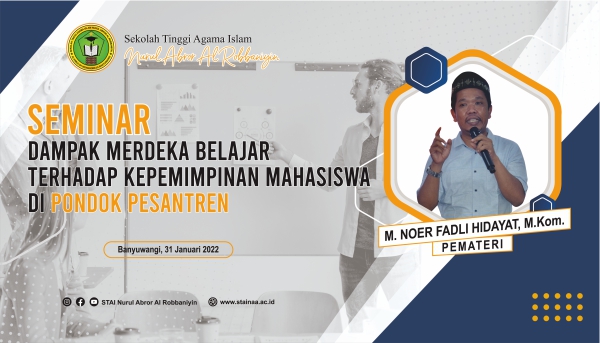 Sekolah Tinggi Agama Islam
Nurul Abror Al Robbaniyin
SEMINAR
DAMPAK MERDEKA BELAJAR
TERHADAP KEPEMIMPINAN MAHASISWA
DI PONDOK PESANTREN
Banyuwangi, 31 Januari 2022
M. NOER FADLI HIDAYAT, M.Kom.
PEMATERI
STAI Nurul Abror Al Robbaniyin
www.stainaa.ac.id